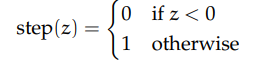 step(z) = { 0 if z < 0
1 otherwise